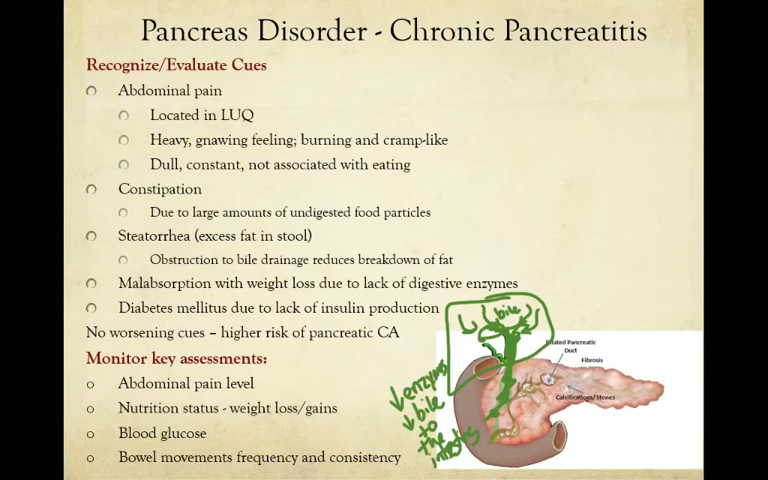 Pancreas Disorder - Chronic Pancreatitis
Recognize/Evaluate Cues
Abdominal pain
Located in LUQ
Heavy, gnawing feeling; burning and cramp-like
Dull, constant, not associated with eating
Constipation
Due to large amounts of undigested food particles
Steatorrhea (excess fat in stool)
Obstruction to bile drainage reduces breakdown of fat
Malabsorption with weight loss due to lack of digestive enzymes
Diabetes mellitus due to lack of insulin production
No worsening cues – higher risk of pancreatic CA
Monitor key assessments:
Abdominal pain level
Nutrition status - weight loss/gains
Blood glucose
Bowel movements frequency and consistency
bile
Dilated Pancreatic
Duct
Fibrosis
Calcifications/Stones
↓ enzyme
↓ bile
to
the
intestines